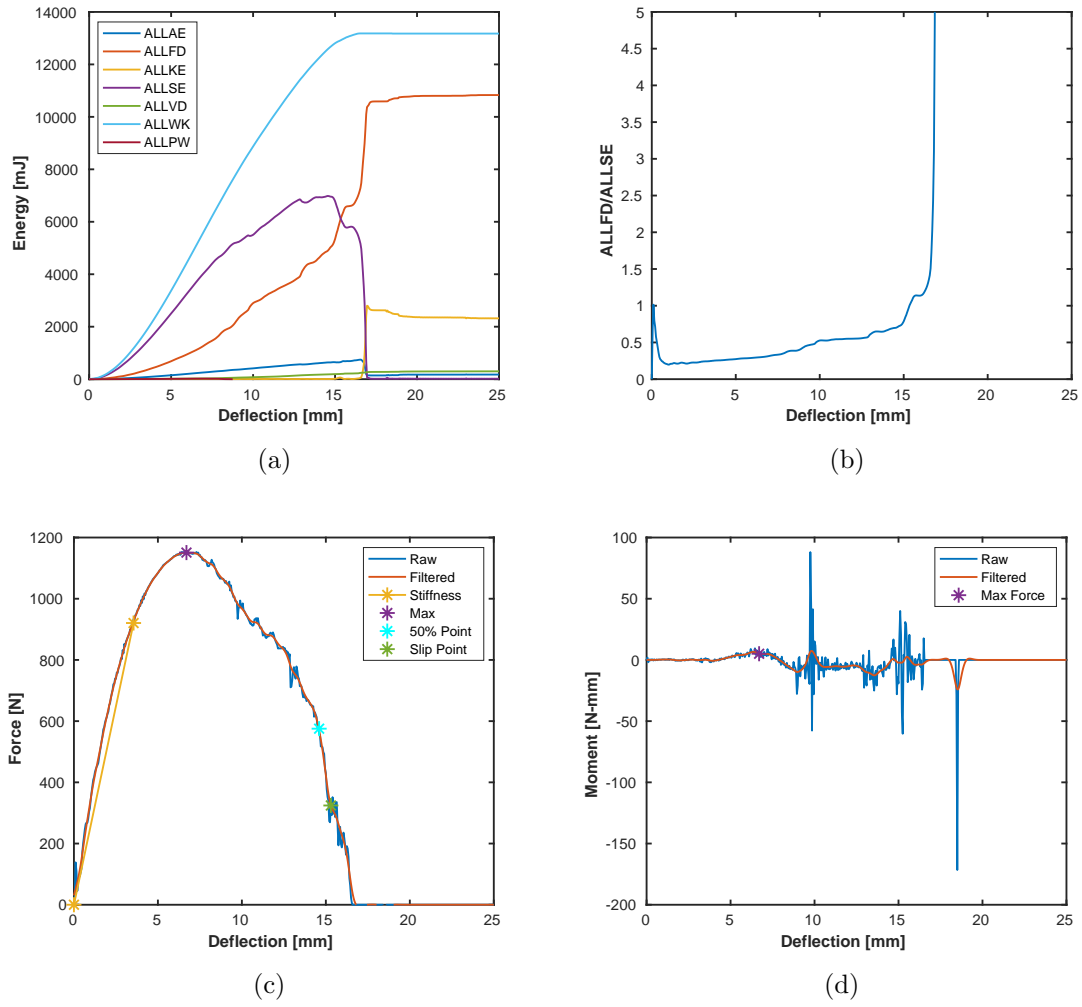 14000
12000
10000
8000
6000
4000
2000
0
Energy [mJ]
ALLAE
ALLFD
ALLKE
ALLSE
ALLVD
ALLWK
ALLPW
0 5 10 15 20 25
Deflection [mm]
(a)
5
4.5
4
3.5
3
2.5
2
1.5
1
0.5
0
ALLFD/ALLSE
0 5 10 15 20 25
Deflection [mm]
(b)
1200
1000
800
600
400
200
0
Force [N]
Raw
Filtered
Stiffness
Max
50% Point
Slip Point
0 5 10 15 20 25
Deflection [mm]
(c)
100
50
0
-50
-100
-150
-200
Moment [N-mm]
Raw
Filtered
Max Force
0 5 10 15 20 25
Deflection [mm]
(d)